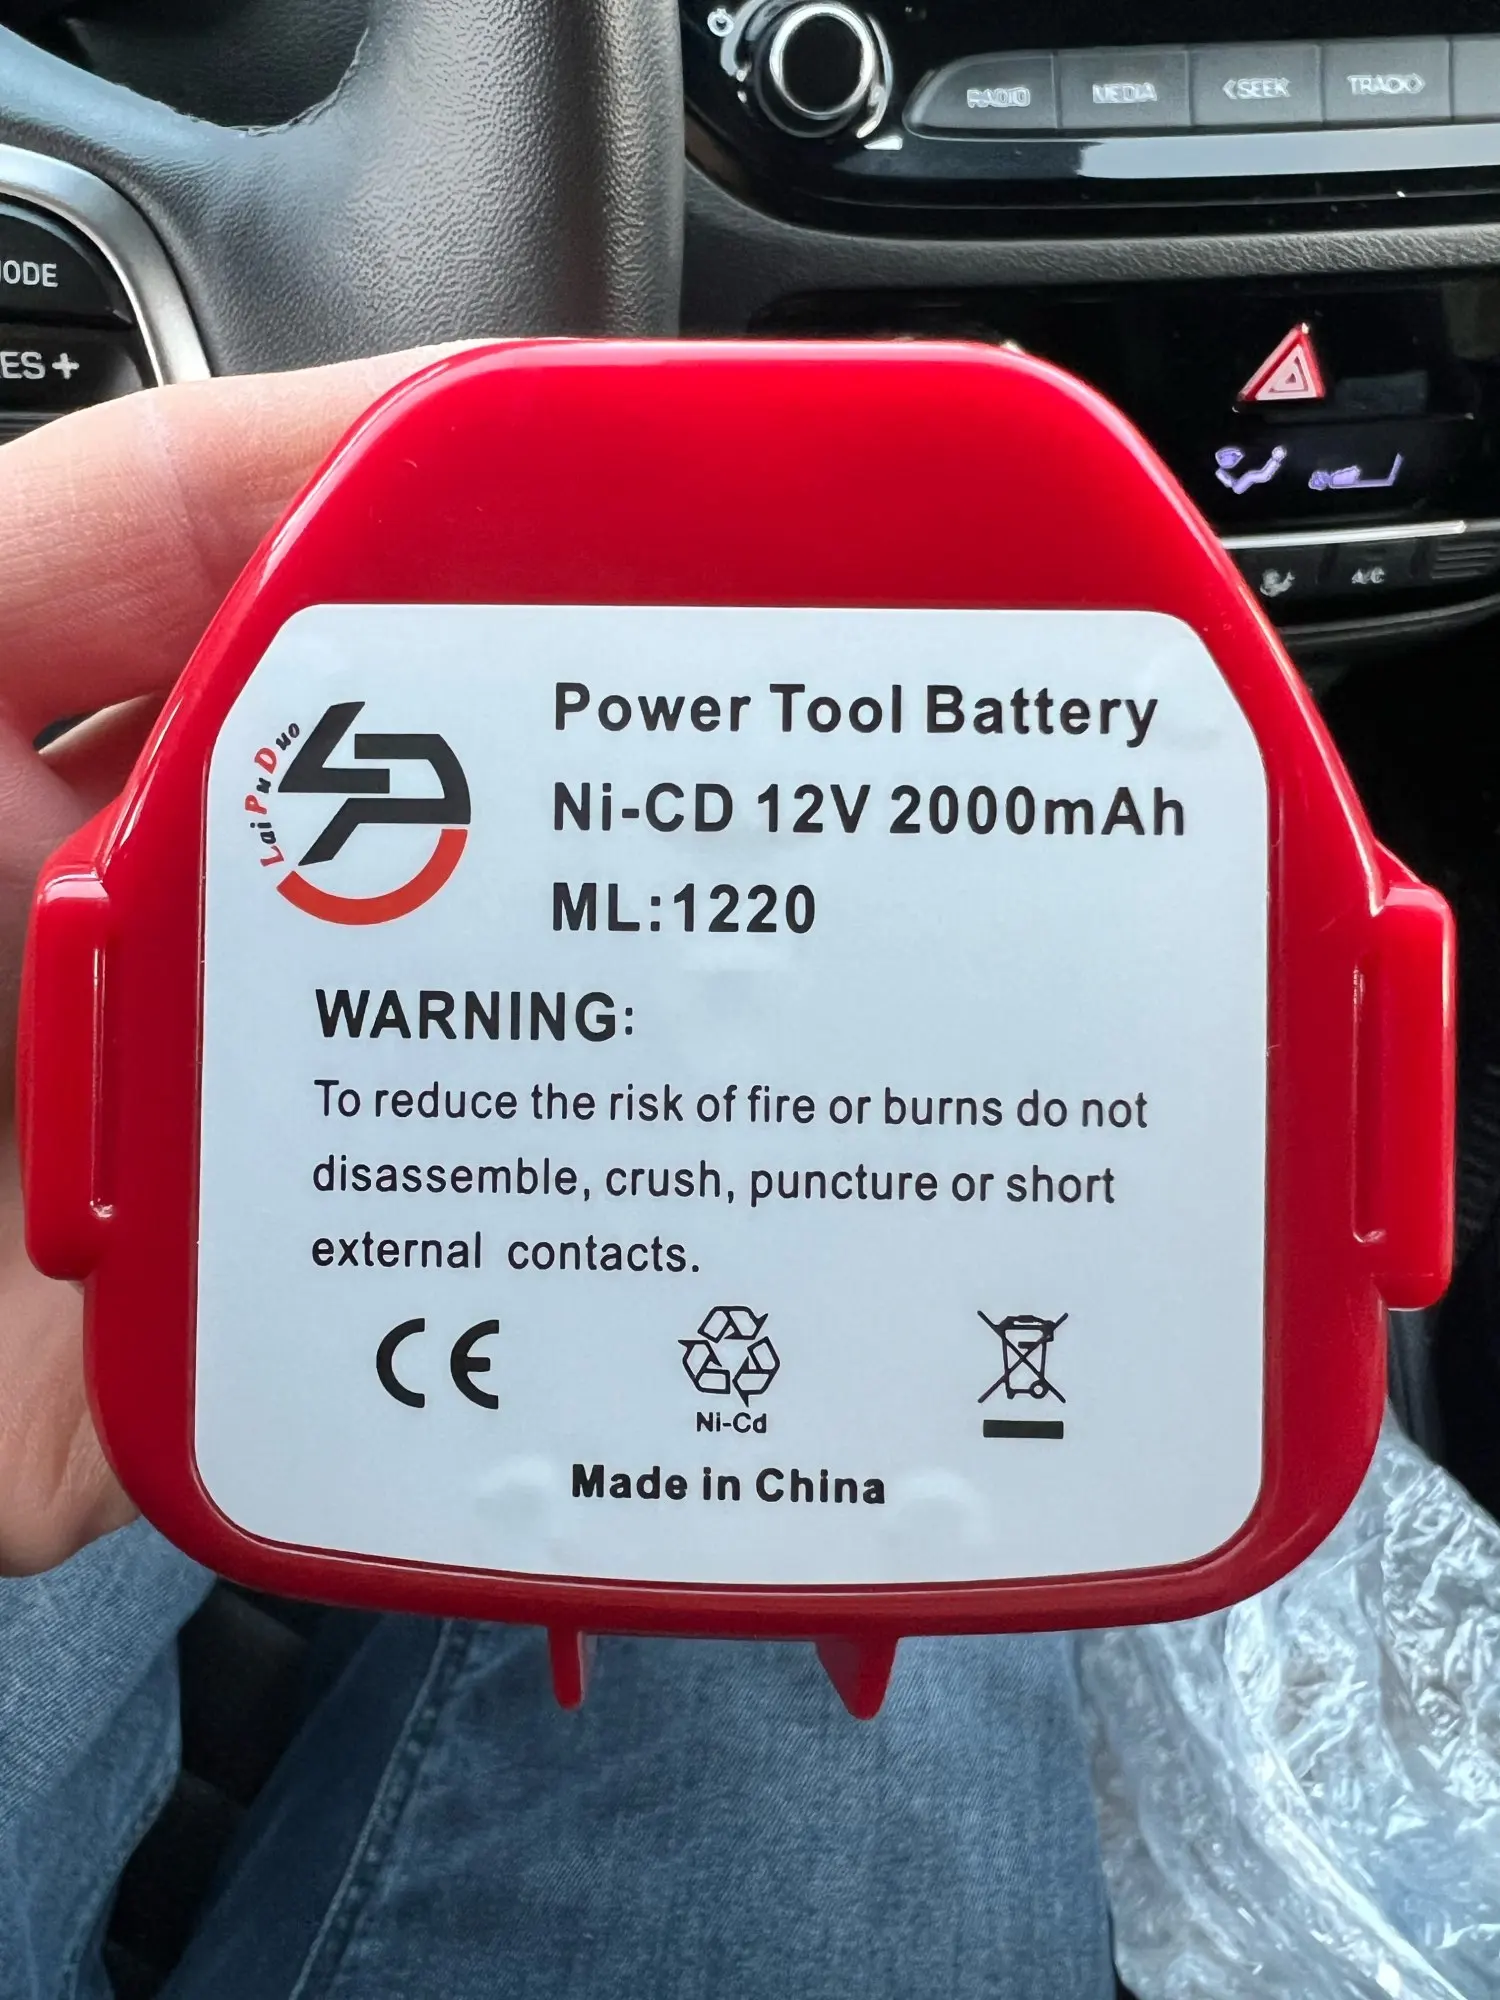 RADIO
MEDIA
<SEEK
TRACK>
ODE
ES +
A/C
LaiPuDuo
Power Tool Battery
Ni-CD 12V 2000mAh
ML:1220
WARNING:
To reduce the risk of fire or burns do not
disassemble, crush, puncture or short
external contacts.
CE
Ni-Cd
Made in China